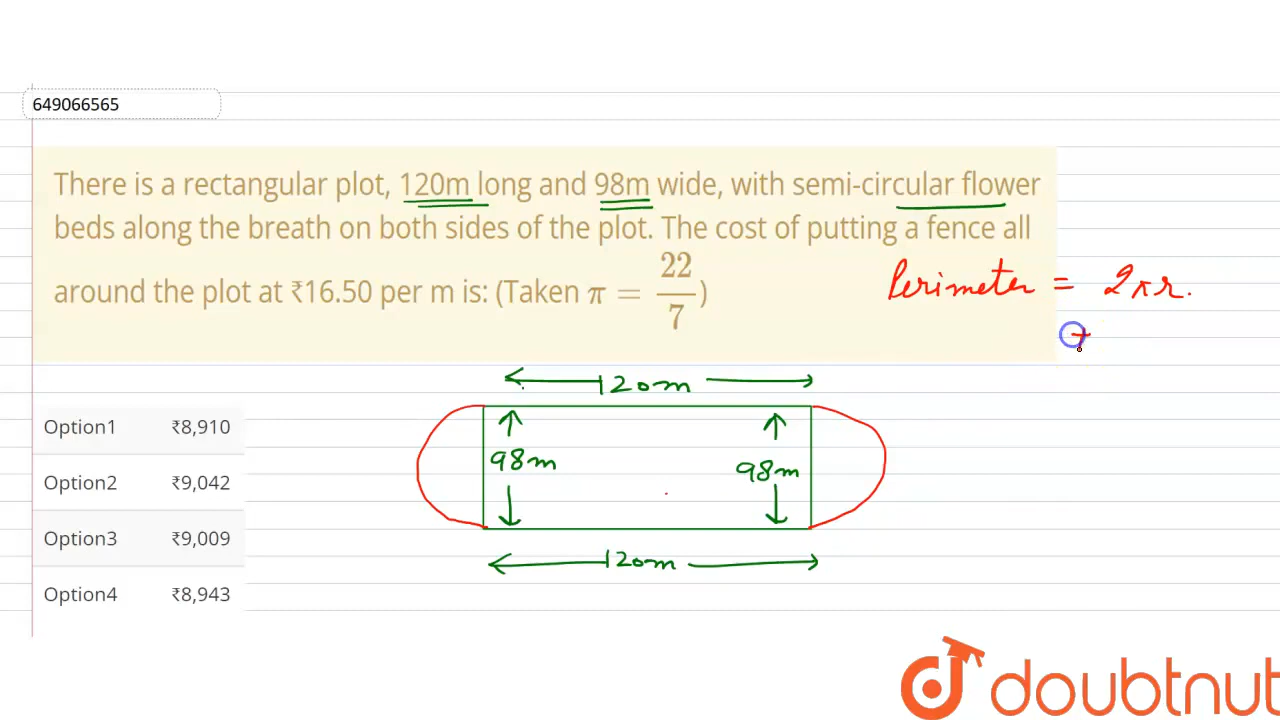 649066565
There is a rectangular plot, 120m long and 98m wide, with semi-circular flower
beds along the breath on both sides of the plot. The cost of putting a fence all
around the plot at ₹16.50 per m is: (Taken π = 22/7)
Perimeter = 2πr.
+
120m
Option1 ₹8,910
98m 98m
Option2 ₹9,042
Option3 ₹9,009
120m
Option4 ₹8,943
doubtnut